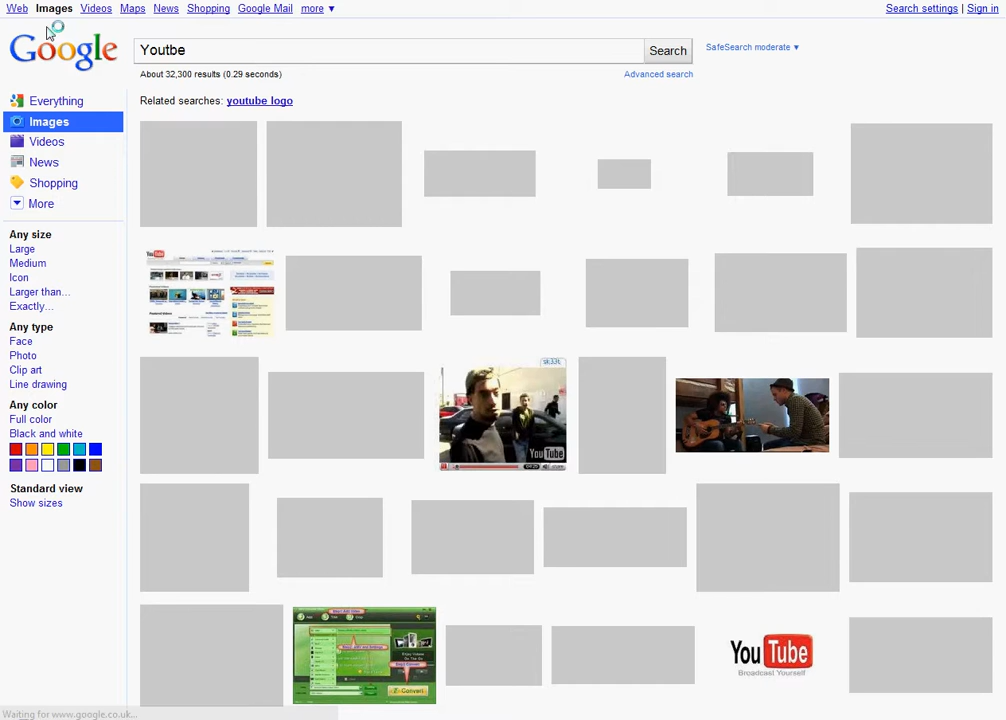 Web Images Videos Maps News Shopping Google Mail more ▼ Search settings | Sign in
Google
Youtbe Search SafeSearch moderate ▼
About 32,300 results (0.29 seconds) Advanced search
Related searches: youtube logo
Everything
Images
Videos
News
Shopping
More
Any size
Large
Medium
Icon
Larger than...
Exactly...
Any type
Face
Photo
Clip art
Line drawing
Any color
Full color
Black and white
Standard view
Show sizes
YouTube
YouTube
Convert
YouTube
Broadcast Yourself
Waiting for www.google.co.uk...